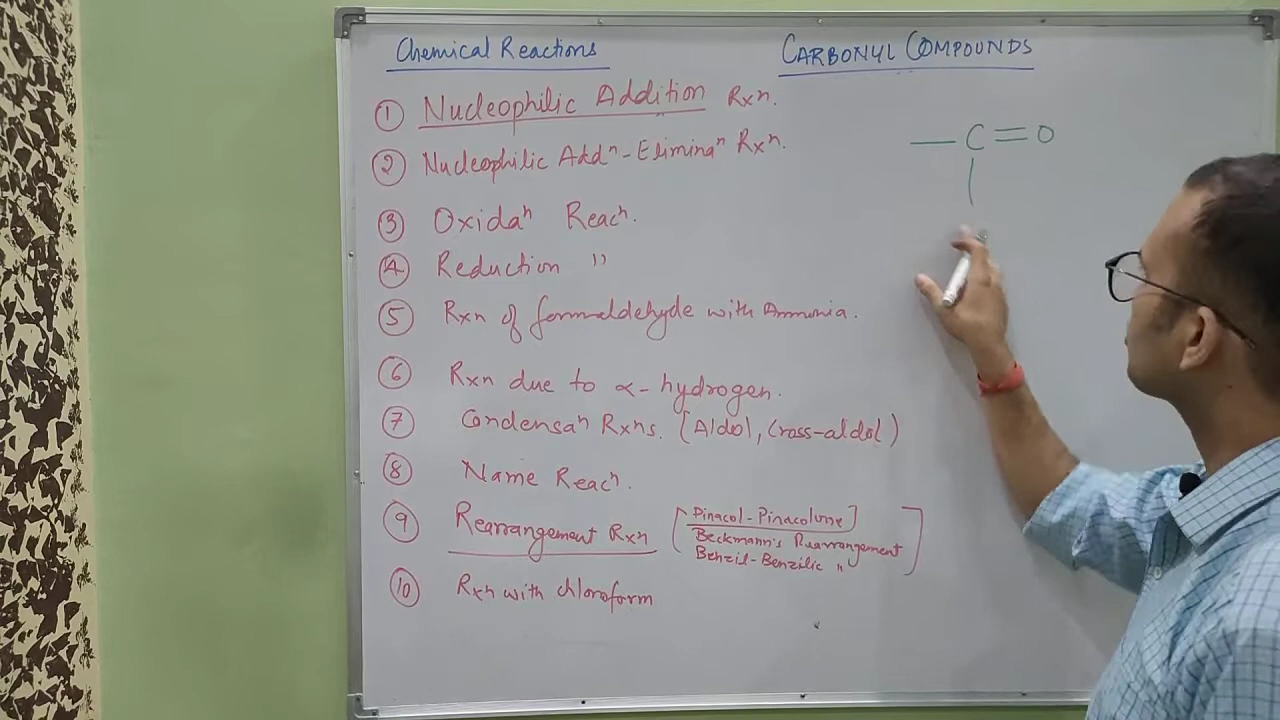 Chemical Reactions
CARBONYL COMPOUNDS
① Nucleophilic Addition Rxn.
② Nucleophilic Addⁿ-Eliminaⁿ Rxⁿ.
③ Oxidaⁿ Reacⁿ.
④ Reduction "
⑤ Rxn of formaldehyde with Ammonia.
⑥ Rxn due to α-hydrogen.
⑦ Condensaⁿ Rxns. [Aldol, Cross-aldol)
⑧ Name Reacⁿ.
⑨ Rearrangement Rxn [Pinacol-Pinacolone]
Beckmann's Rearrangement
Benzil-Benzilic "]
⑩ Rxn with chloroform
—C=O
|